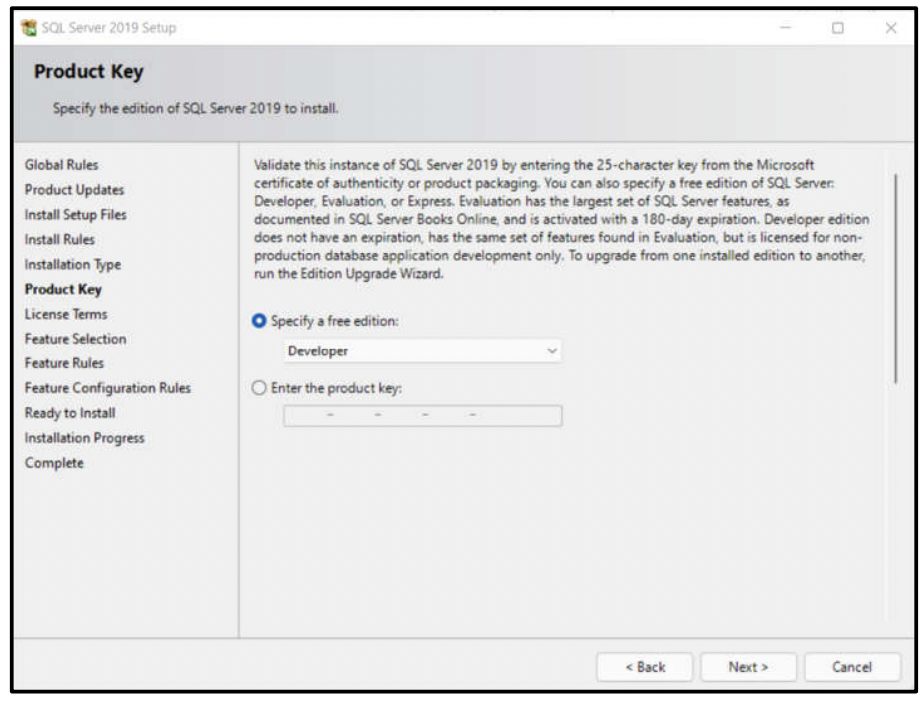 SQL Server 2019 Setup
Product Key
Specify the edition of SQL Server 2019 to install.
Global Rules
Product Updates
Install Setup Files
Install Rules
Installation Type
Product Key
License Terms
Feature Selection
Feature Rules
Feature Configuration Rules
Ready to Install
Installation Progress
Complete
Validate this instance of SQL Server 2019 by entering the 25-character key from the Microsoft
certificate of authenticity or product packaging. You can also specify a free edition of SQL Server:
Developer, Evaluation, or Express. Evaluation has the largest set of SQL Server features, as
documented in SQL Server Books Online, and is activated with a 180-day expiration. Developer edition
does not have an expiration, has the same set of features found in Evaluation, but is licensed for non-
production database application development only. To upgrade from one installed edition to another,
run the Edition Upgrade Wizard.
Specify a free edition:
Developer
Enter the product key:
- - - -
< Back
Next >
Cancel